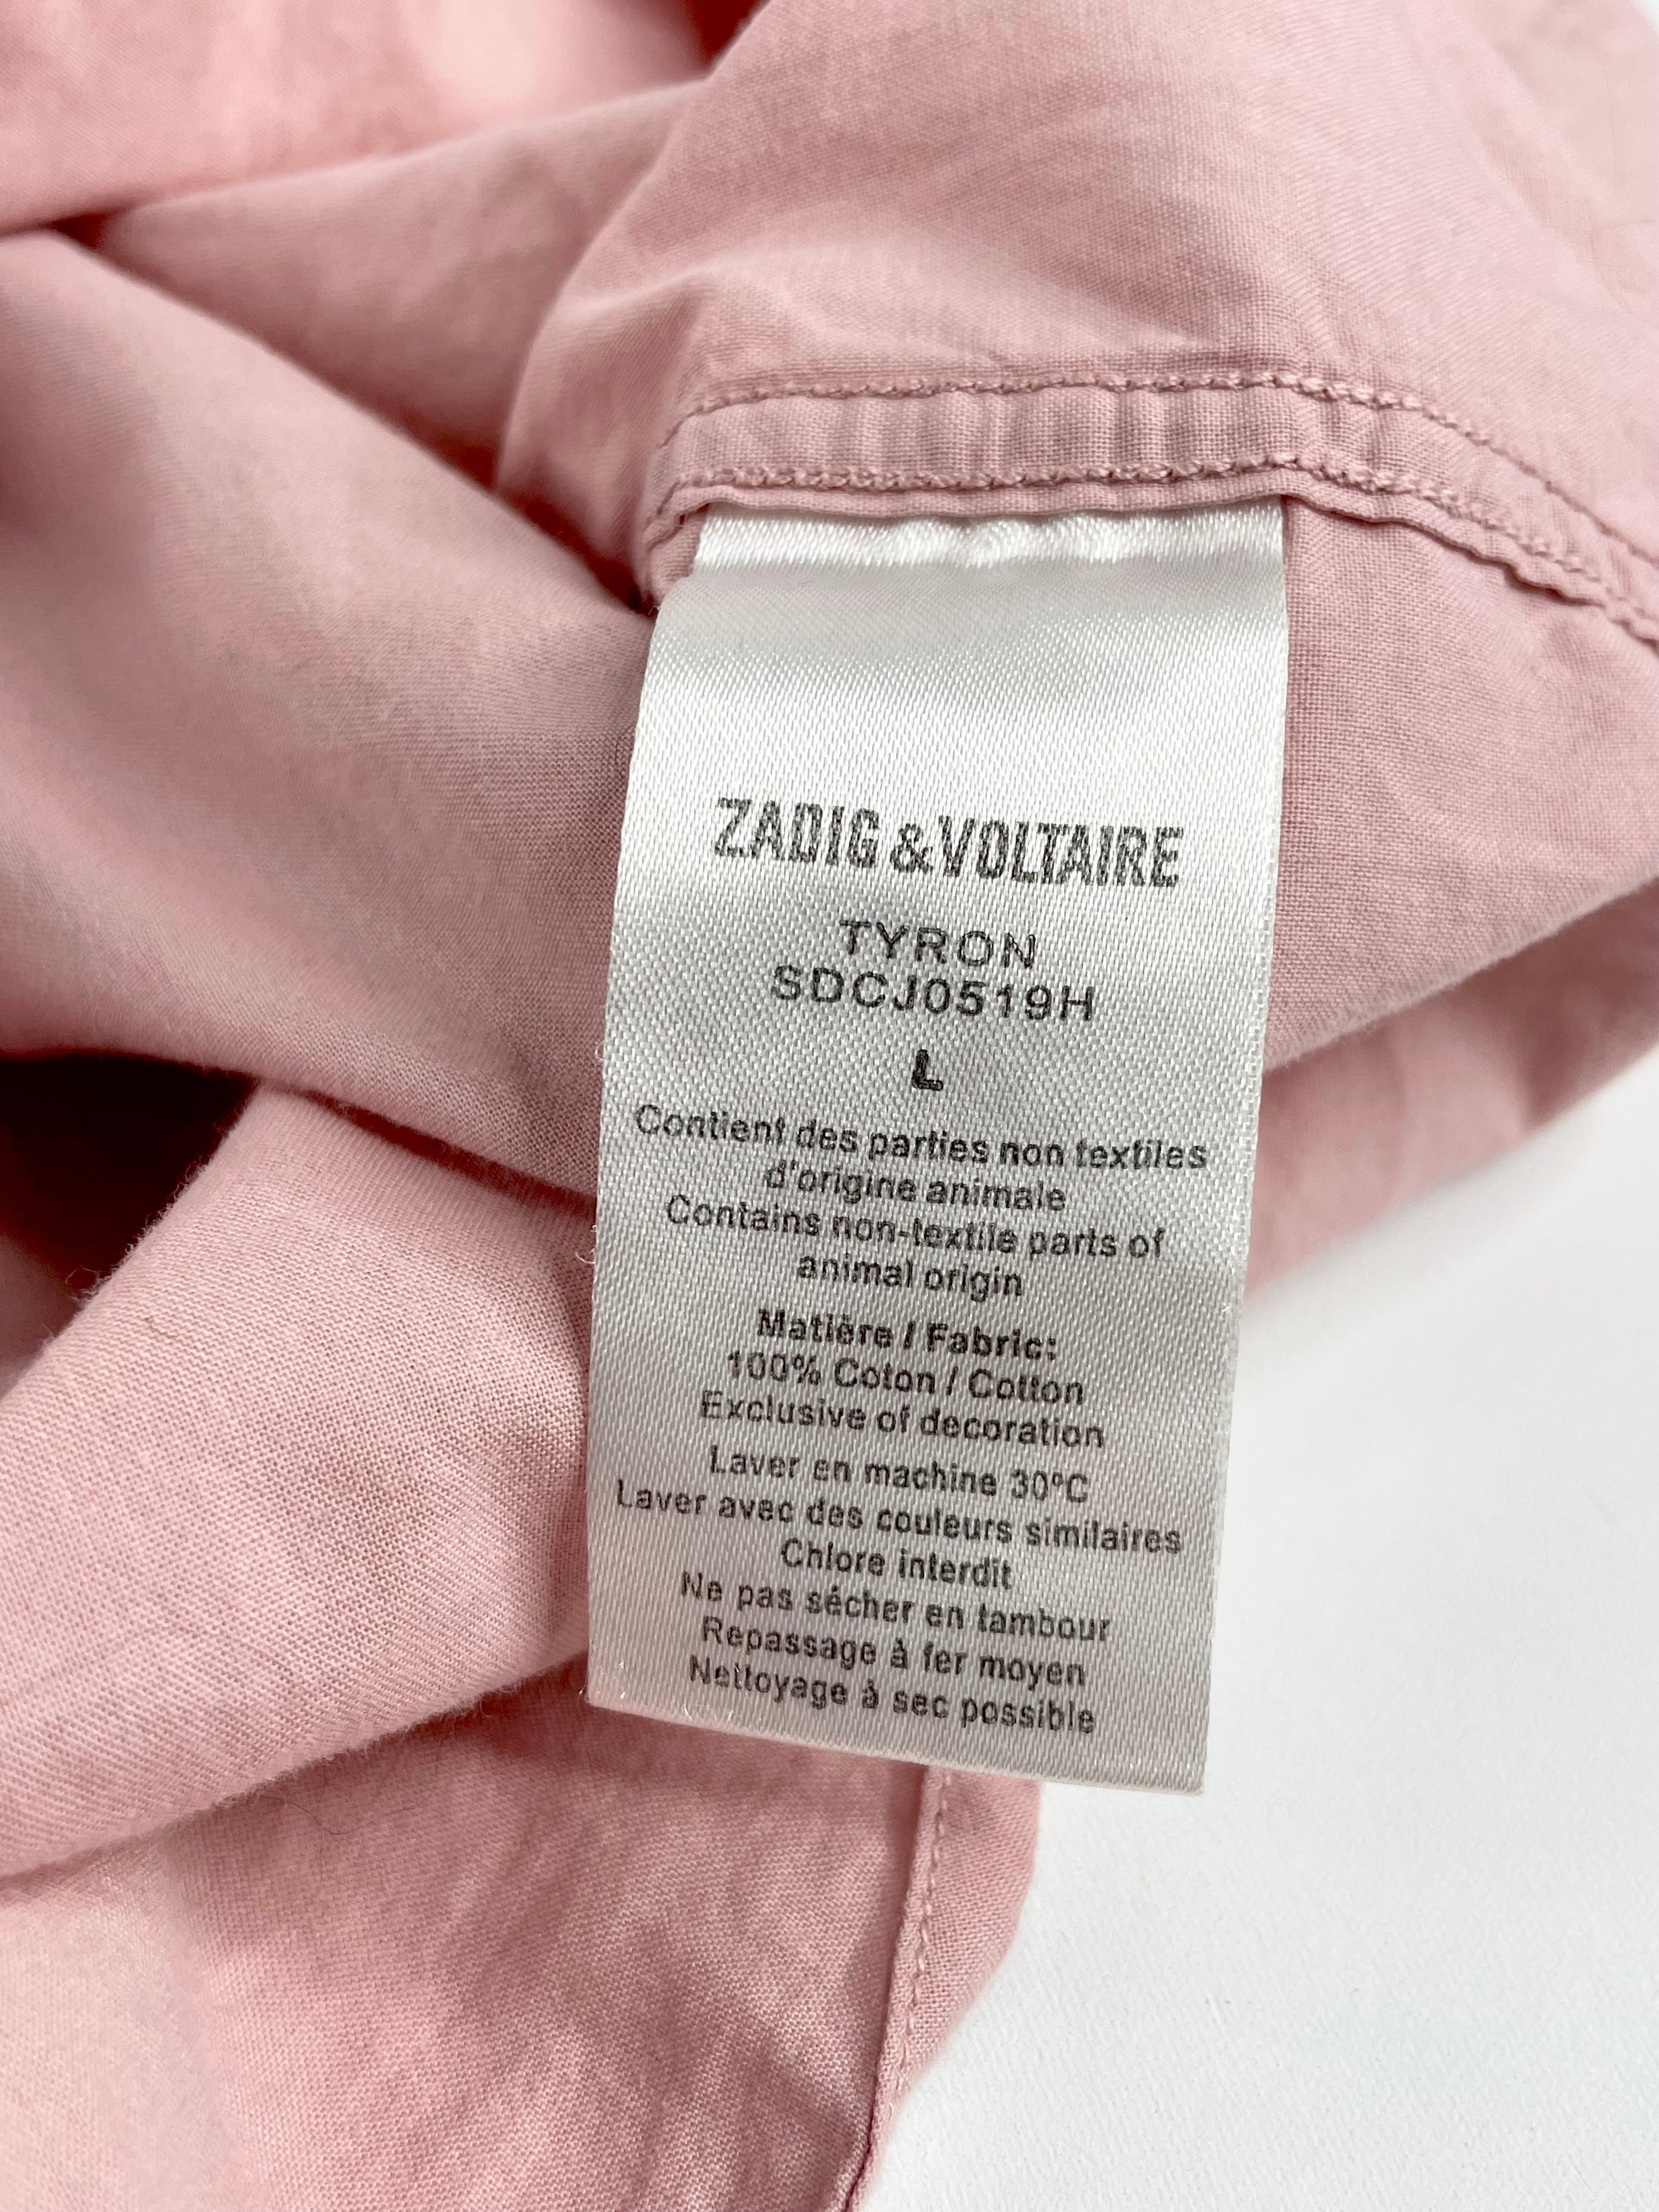 ZADIG & VOLTAIRE
TYRON
SDCJ0519H
L
Contient des parties non textiles
d'origine animale
Contains non-textile parts of
animal origin
Matière / Fabric:
100% Coton / Cotton
Exclusive of decoration
Laver en machine 30°C
Laver avec des couleurs similaires
Chlore interdit
Ne pas sécher en tambour
Repassage à fer moyen
Nettoyage à sec possible